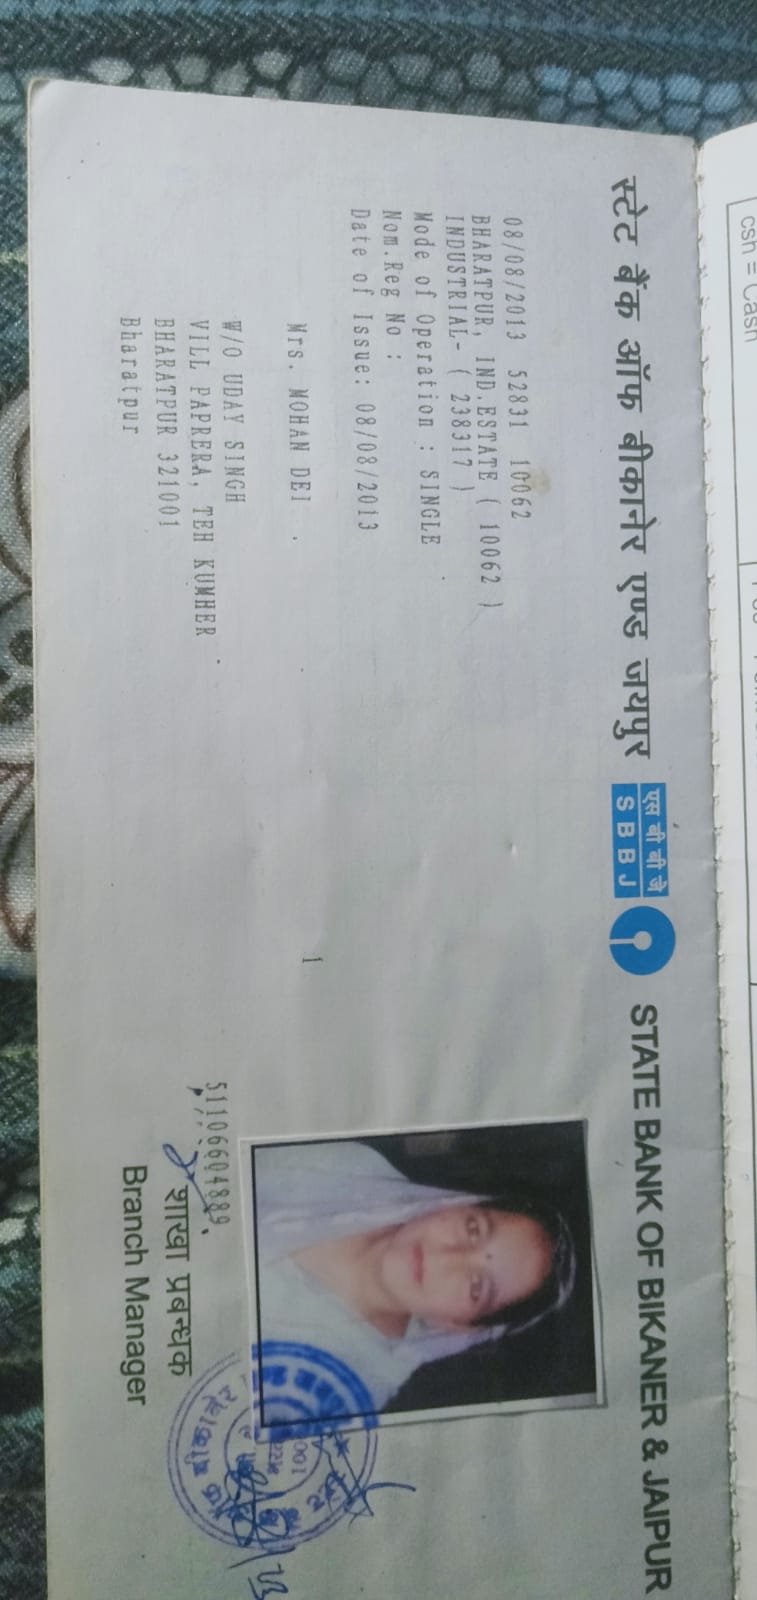 स्टेट बैंक ऑफ बीकानेर एण्ड जयपुर
एस बी बी जे
SBBJ
STATE BANK OF BIKANER & JAIPUR
08/08/2013 52831 10062
BHARATPUR, IND.ESTATE ( 10062 )
INDUSTRIAL- ( 238317 )
Mode of Operation : SINGLE
Nom.Reg No :
Date of Issue: 08/08/2013
Mrs. MOHAN DEI
1
W/O UDAY SINGH
VILL PAPRERA, TEH KUMHER
BHARATPUR 321001
Bharatpur
51106604889
शाखा प्रबन्धक
Branch Manager
बीकानेर
001
csh = Cash